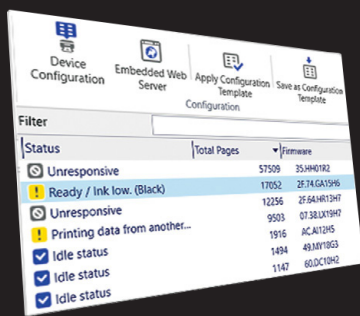 Device Configuration
Embedded Web Server
Apply Configuration Template
Save as Configuration Template
Configuration
Filter
Status Total Pages Firmware
Unresponsive 57509 35.HH01R2
Ready / Ink low. (Black) 17052 2F.74.GA15H6
Unresponsive 12256 2F.64.HR13H7
Printing data from another... 9503 07.38.LX19H7
Idle status 1916 AC.AI12H5
Idle status 1494 49.MY18G3
Idle status 1147 60.DC10H2